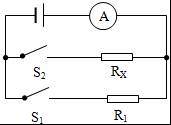 A
S₂ Rₓ
S₁ R₁